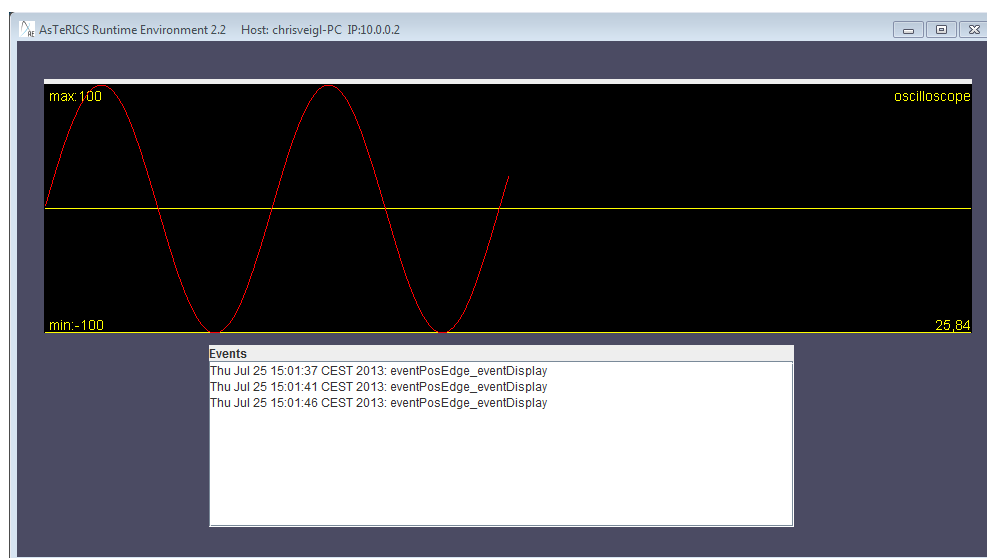 AsTeRICS Runtime Environment 2.2 Host: chrisveigl-PC IP:10.0.0.2
max:100
oscilloscope
min:-100
25,84
Events
Thu Jul 25 15:01:37 CEST 2013: eventPosEdge_eventDisplay
Thu Jul 25 15:01:41 CEST 2013: eventPosEdge_eventDisplay
Thu Jul 25 15:01:46 CEST 2013: eventPosEdge_eventDisplay